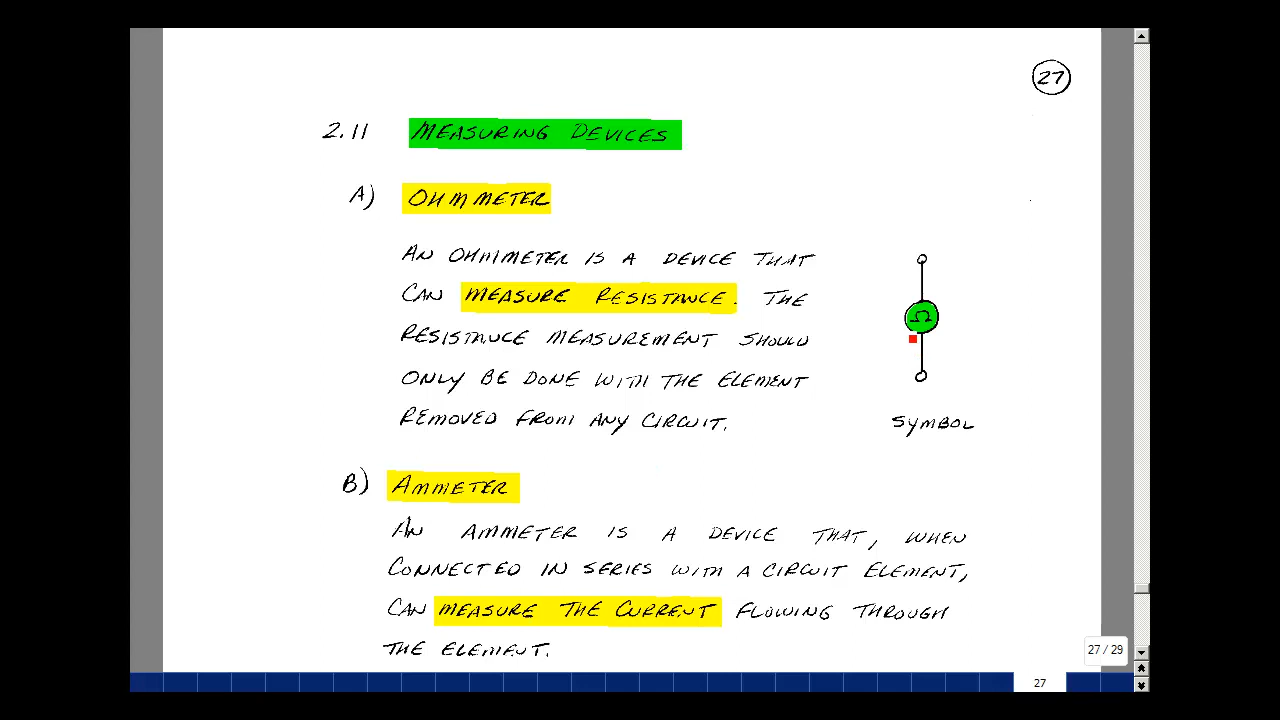 27
2.11 MEASURING DEVICES
A) OHMMETER
AN OHMMETER IS A DEVICE THAT
CAN MEASURE RESISTANCE. THE
RESISTANCE MEASUREMENT SHOULD
ONLY BE DONE WITH THE ELEMENT
REMOVED FROM ANY CIRCUIT.
Ω
SYMBOL
B) AMMETER
AN AMMETER IS A DEVICE THAT, WHEN
CONNECTED IN SERIES WITH A CIRCUIT ELEMENT,
CAN MEASURE THE CURRENT FLOWING THROUGH
THE ELEMENT.
27 / 29
27